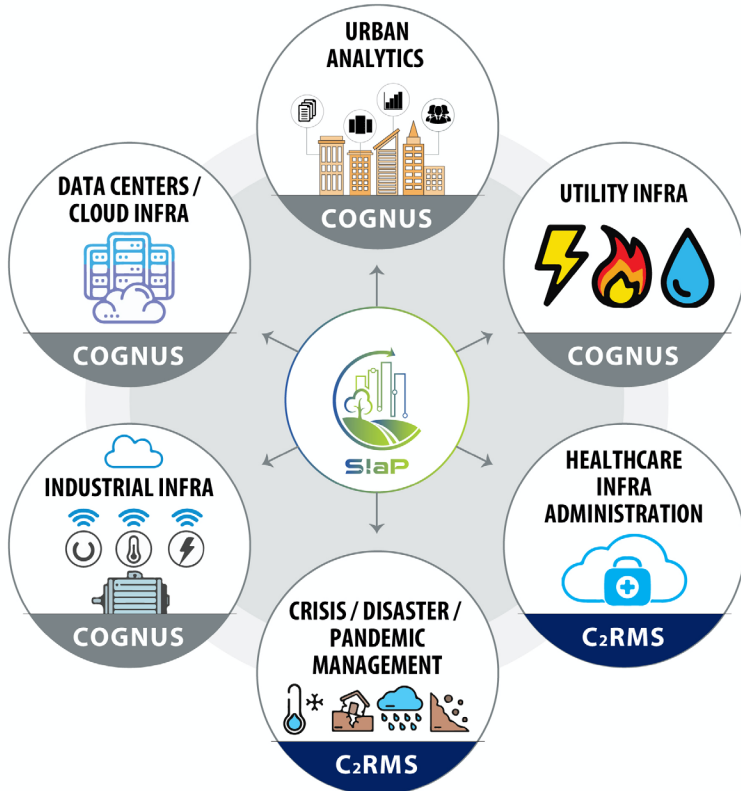 URBAN
ANALYTICS
COGNUS
DATA CENTERS /
CLOUD INFRA
COGNUS
UTILITY INFRA
COGNUS
S!aP
INDUSTRIAL INFRA
COGNUS
HEALTHCARE
INFRA
ADMINISTRATION
C₂RMS
CRISIS / DISASTER /
PANDEMIC
MANAGEMENT
C₂RMS